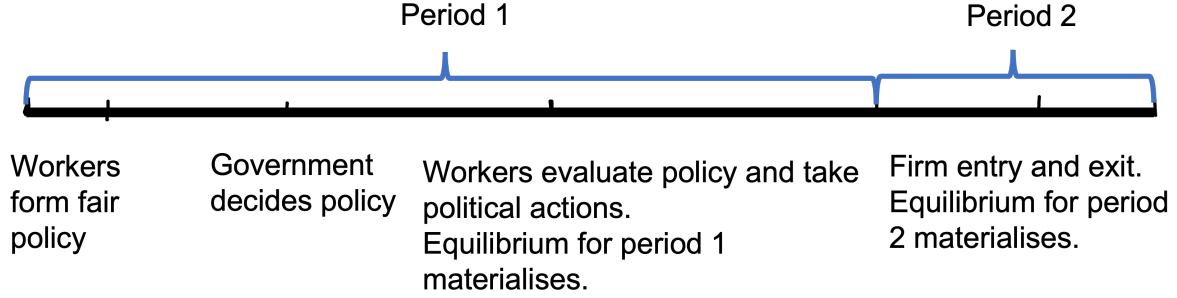 Period 1
Period 2
Workers
form fair
policy
Government
decides policy
Workers evaluate policy and take
political actions.
Equilibrium for period 1
materialises.
Firm entry and exit.
Equilibrium for period
2 materialises.